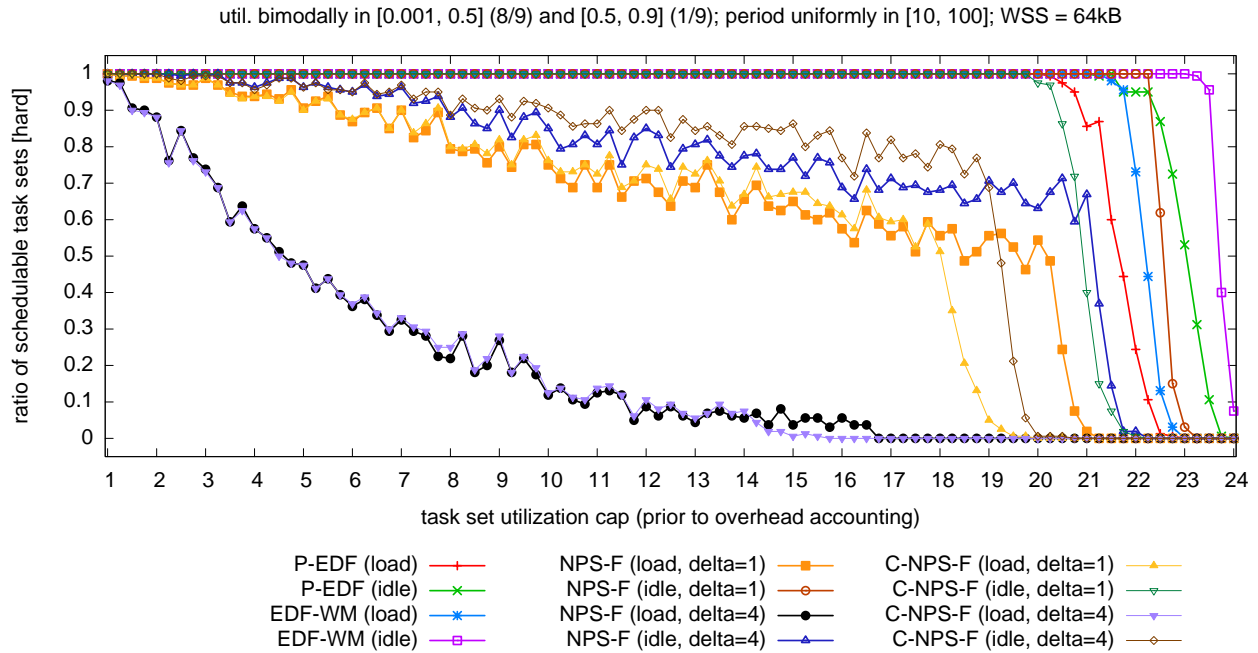 util. bimodally in [0.001, 0.5] (8/9) and [0.5, 0.9] (1/9); period uniformly in [10, 100]; WSS = 64kB
ratio of schedulable task sets [hard]
1
0.9
0.8
0.7
0.6
0.5
0.4
0.3
0.2
0.1
0
1 2 3 4 5 6 7 8 9 10 11 12 13 14 15 16 17 18 19 20 21 22 23 24
task set utilization cap (prior to overhead accounting)
P-EDF (load) NPS-F (load, delta=1) C-NPS-F (load, delta=1)
P-EDF (idle) NPS-F (idle, delta=1) C-NPS-F (idle, delta=1)
EDF-WM (load) NPS-F (load, delta=4) C-NPS-F (load, delta=4)
EDF-WM (idle) NPS-F (idle, delta=4) C-NPS-F (idle, delta=4)